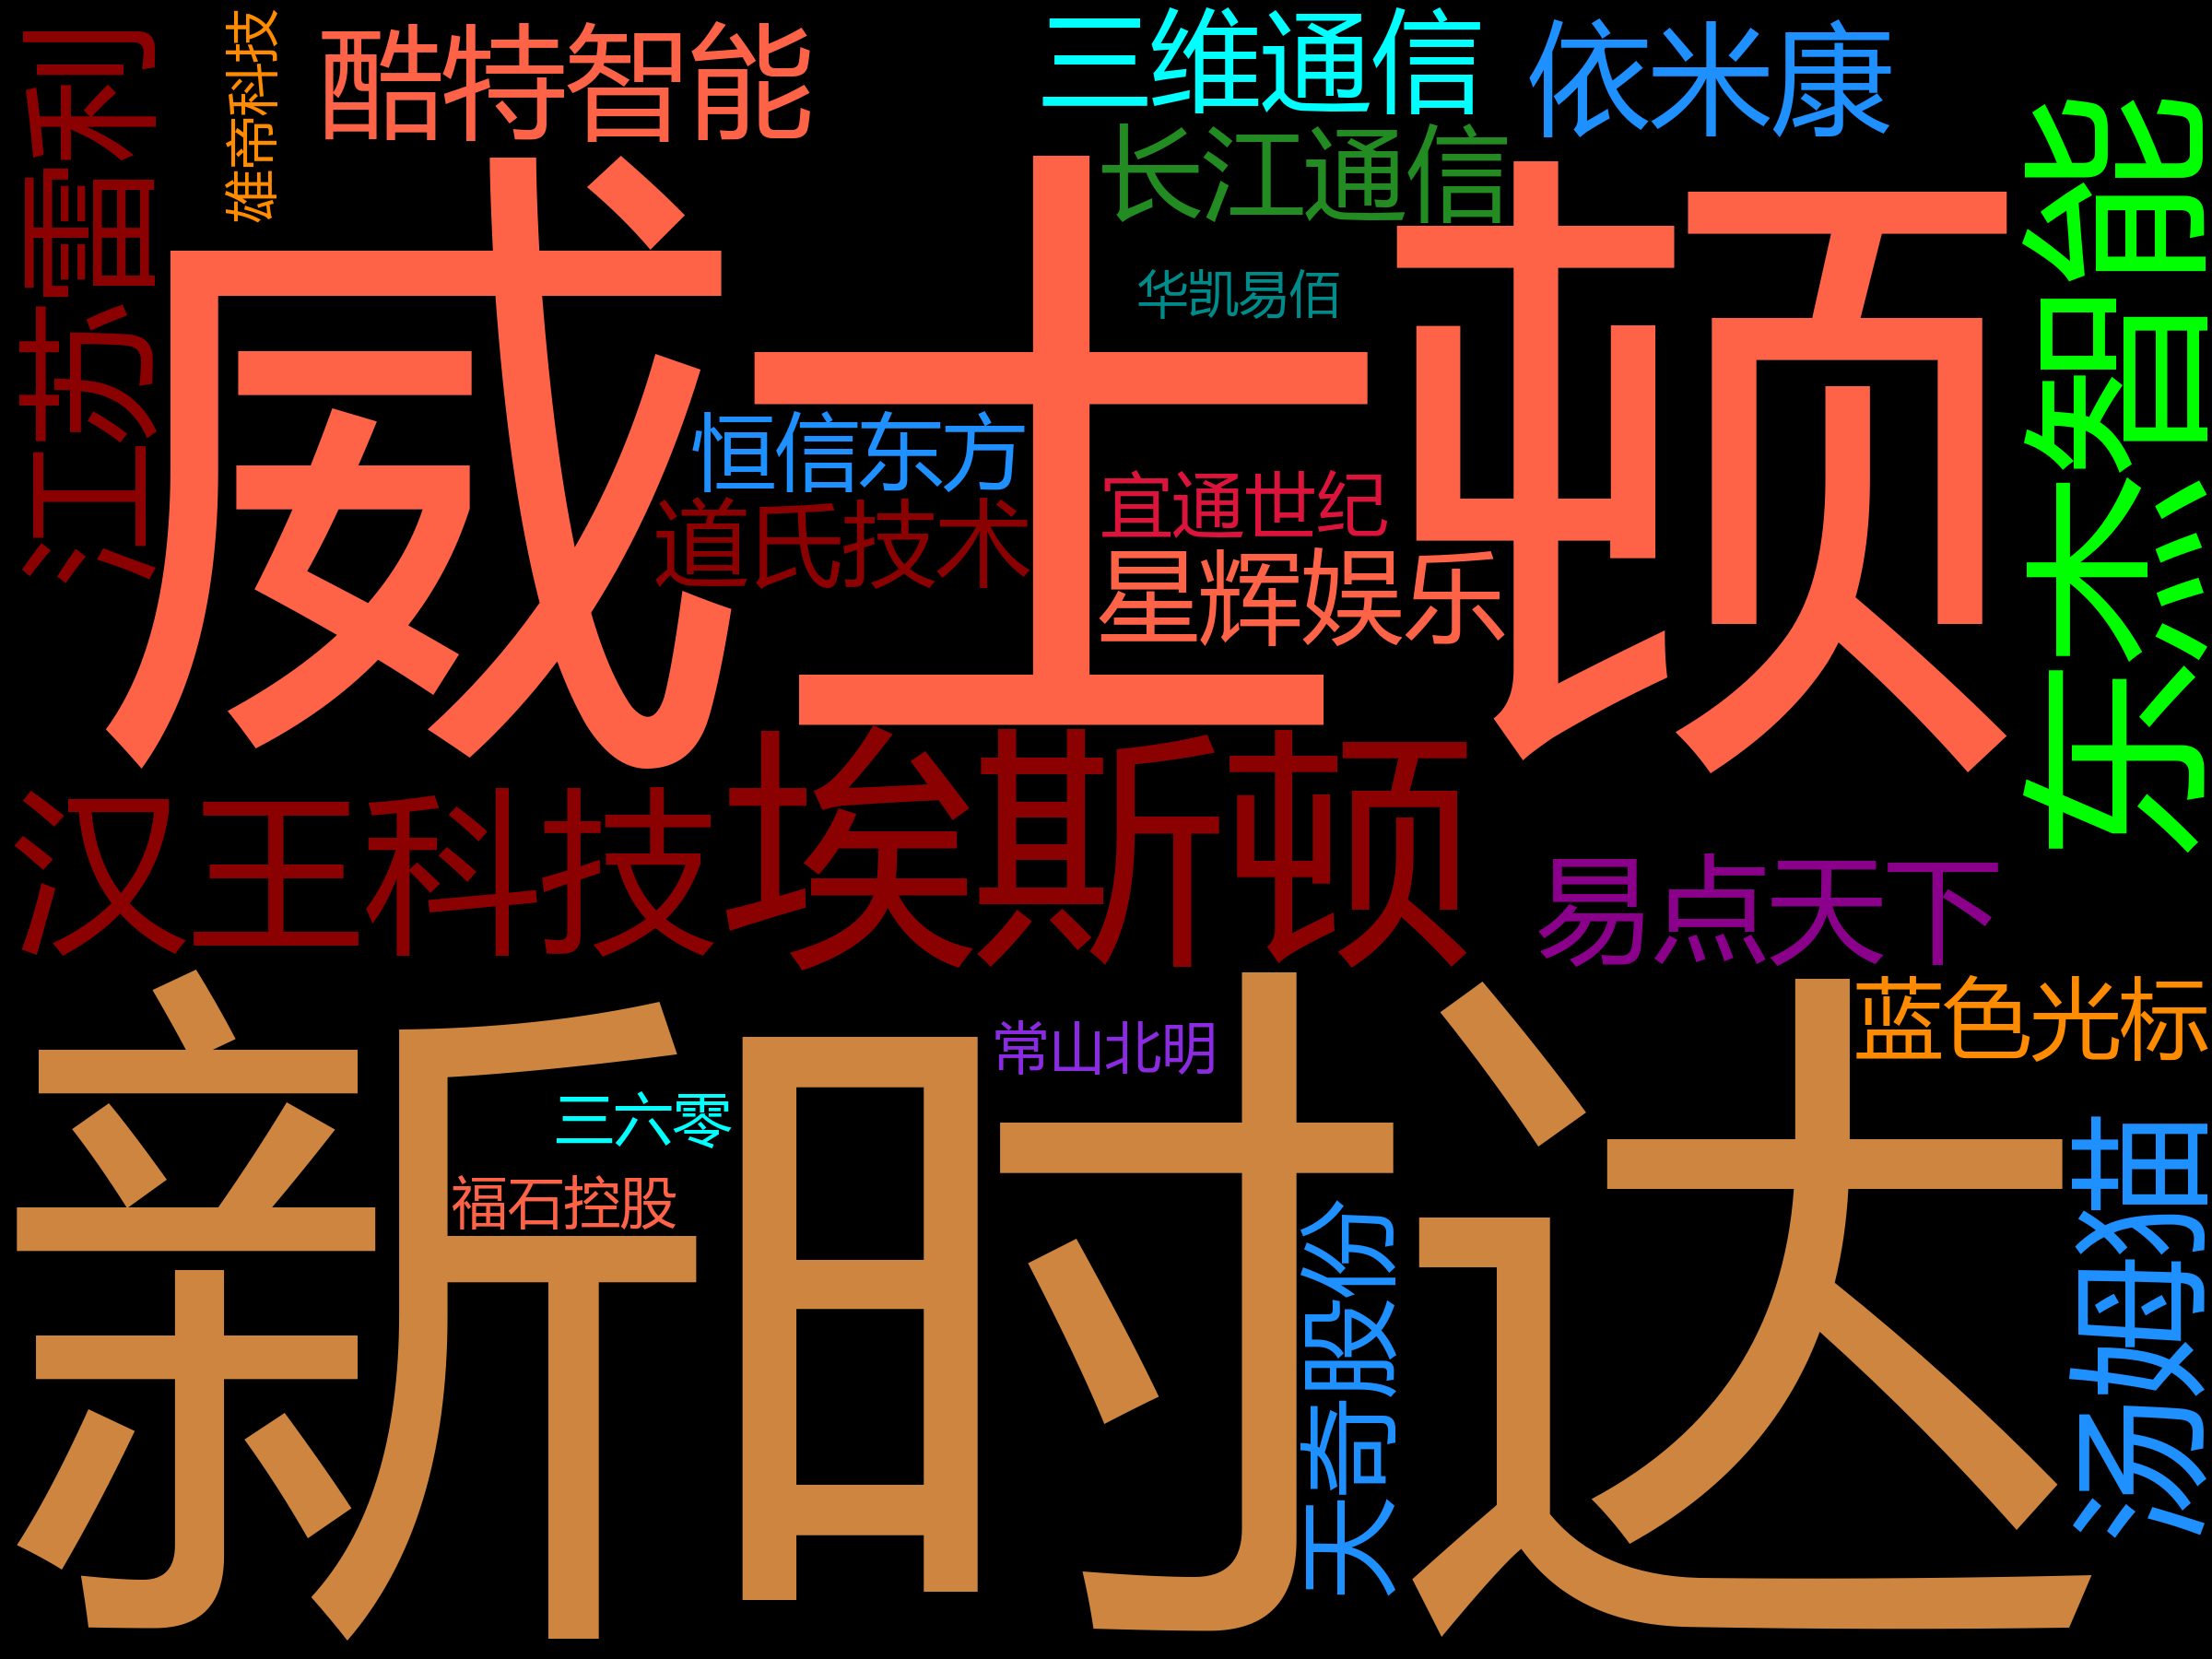 江苏雷利
维帝科技
酷特智能
三维通信
依米康
长江通信
华凯易佰
威士顿
东杰智能
恒信东方
道氏技术
宜通世纪
星辉娱乐
汉王科技
埃斯顿
易点天下
新时达
常山北明
蓝色光标
三六零
福石控股
天奇股份
汤姆猫